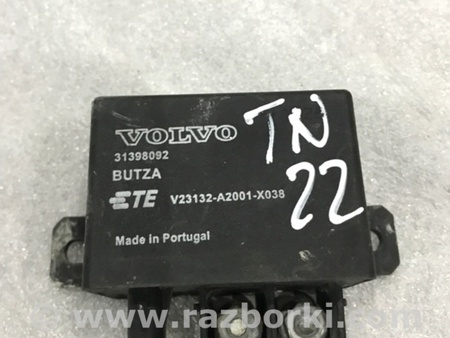 VOLVO
31398092
BUTZA
TE V23132-A2001-X038
Made in Portugal
TN
22
www.razborki.com